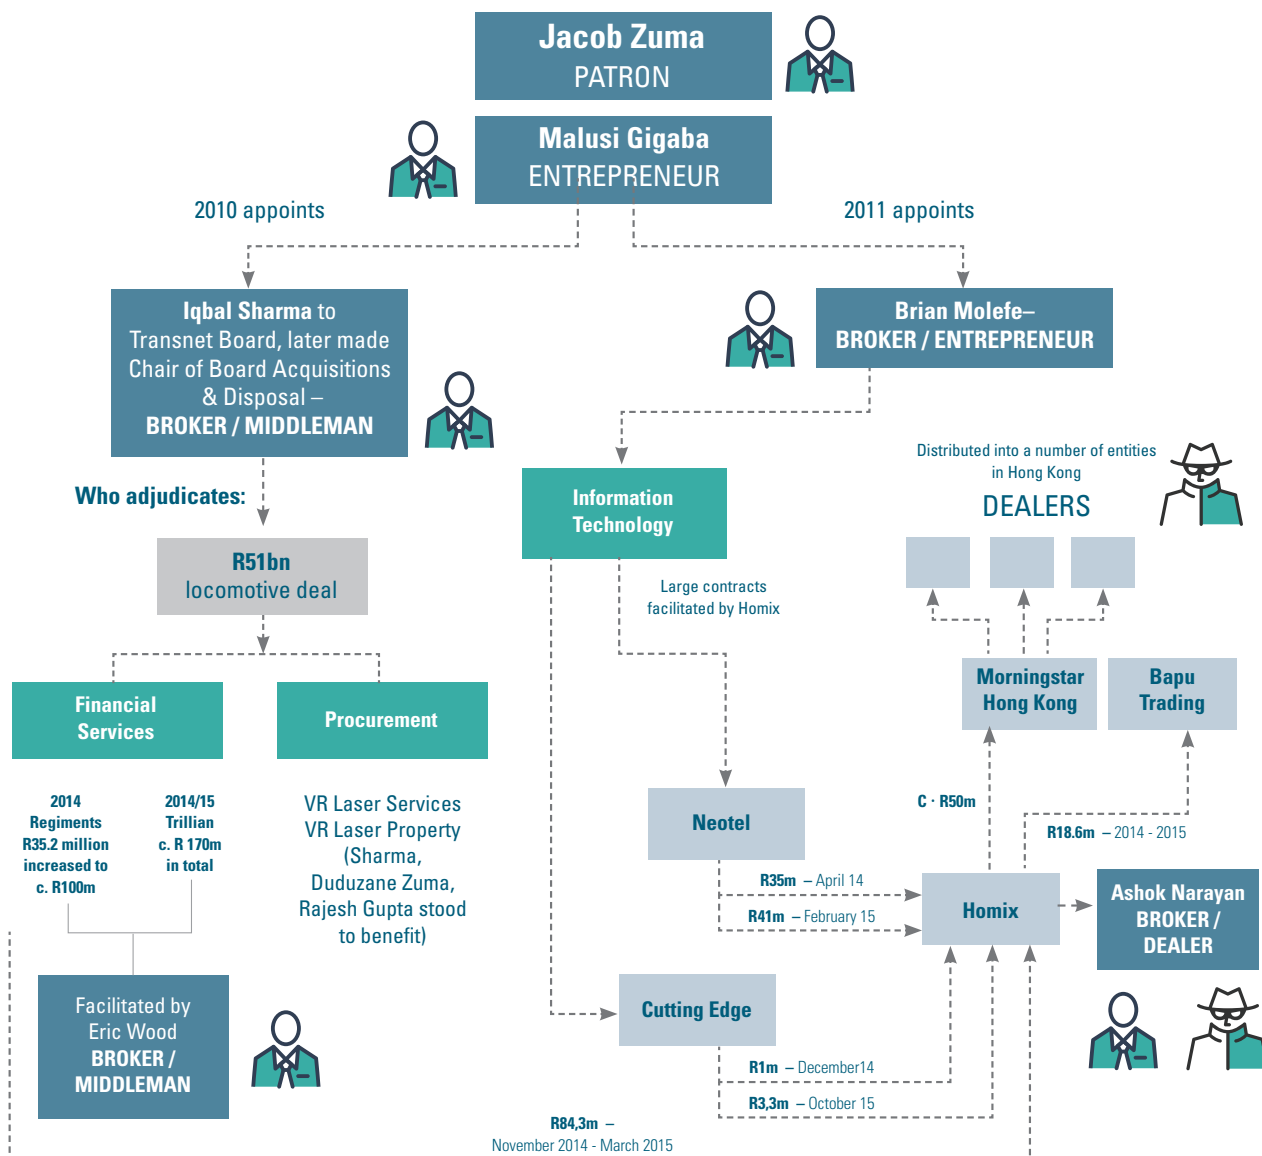 Jacob Zuma
PATRON
Malusi Gigaba
ENTREPRENEUR
2010 appoints
2011 appoints
Iqbal Sharma to
Transnet Board, later made
Chair of Board Acquisitions
& Disposal –
BROKER / MIDDLEMAN
Brian Molefe–
BROKER / ENTREPRENEUR
Who adjudicates:
R51bn
locomotive deal
Information
Technology
Distributed into a number of entities
in Hong Kong
DEALERS
Large contracts
facilitated by Homix
Financial
Services
Procurement
Morningstar
Hong Kong
Bapu
Trading
2014
Regiments
R35.2 million
increased to
c. R100m
2014/15
Trillian
c. R 170m
in total
VR Laser Services
VR Laser Property
(Sharma,
Duduzane Zuma,
Rajesh Gupta stood
to benefit)
Neotel
C · R50m
R18.6m – 2014 - 2015
R35m – April 14
R41m – February 15
Homix
Ashok Narayan
BROKER /
DEALER
Facilitated by
Eric Wood
BROKER /
MIDDLEMAN
Cutting Edge
R1m – December14
R3,3m – October 15
R84,3m –
November 2014 - March 2015